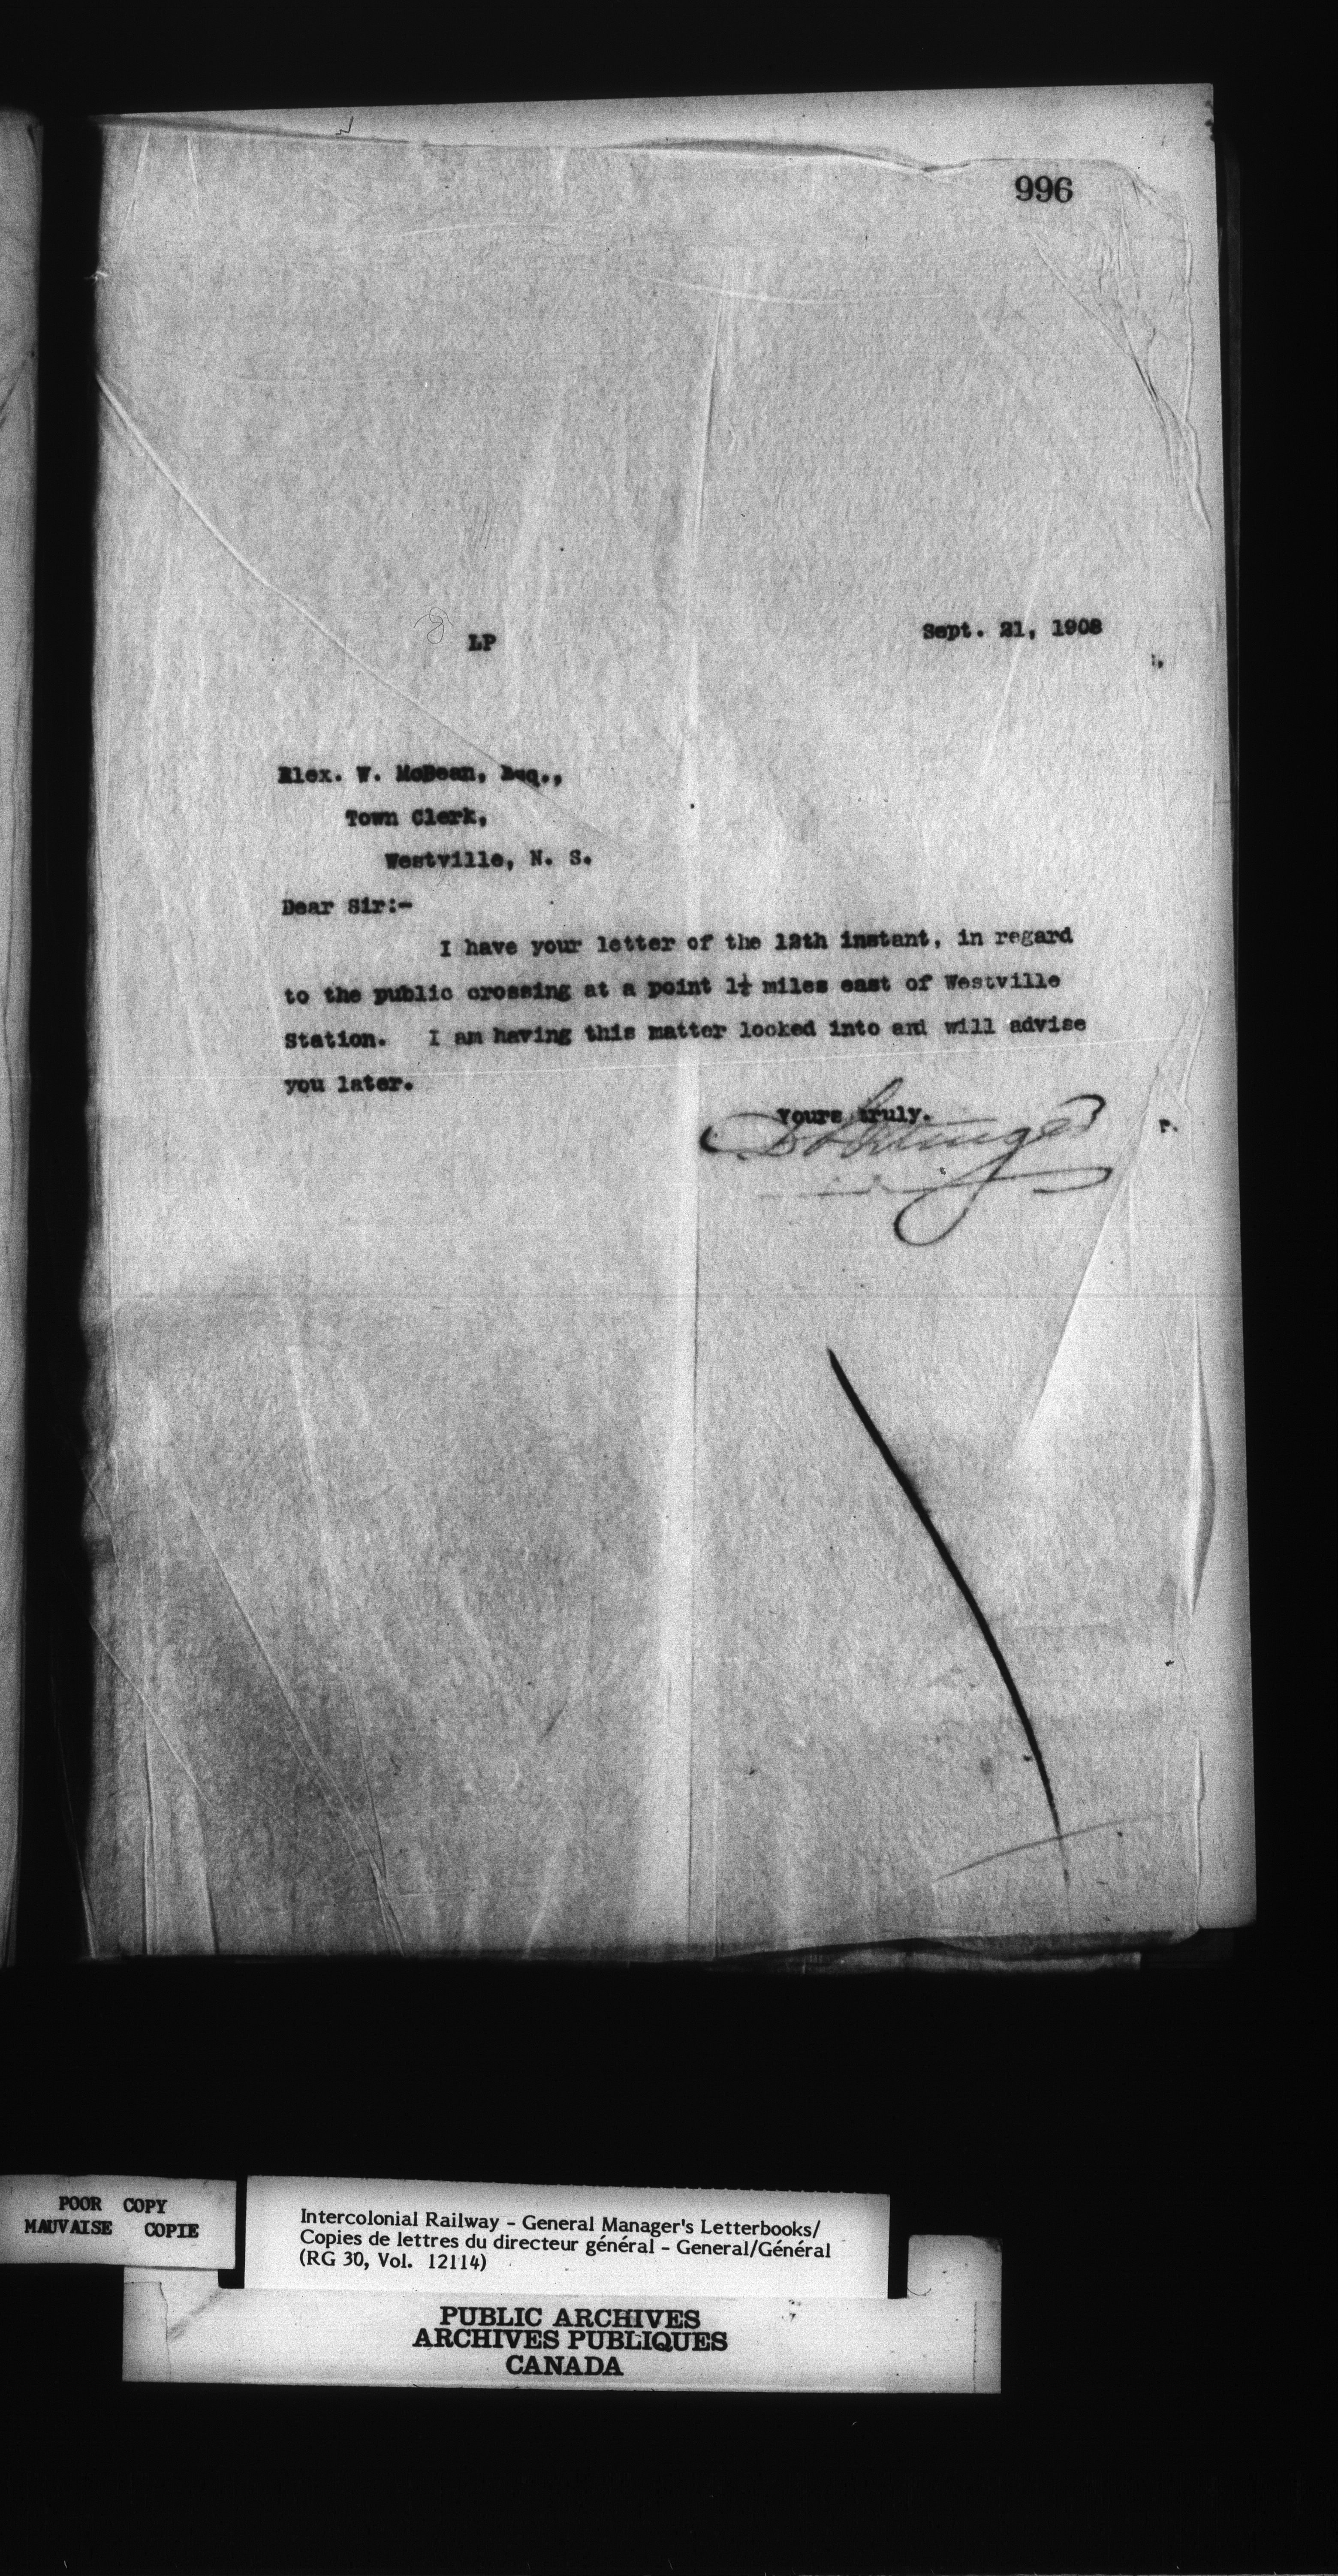 996
LP
Sept. 21, 1908
Alex. W. McBean, Esq.,
Town Clerk,
Westville, N. S.
Dear Sir:-
I have your letter of the 12th instant, in regard
to the public crossing at a point 1¼ miles east of Westville
Station. I am having this matter looked into and will advise
you later.
Yours truly.
P.
POOR COPY
MAUVAISE COPIE
Intercolonial Railway - General Manager's Letterbooks/
Copies de lettres du directeur général - General/Général
(RG 30, Vol. 12114)
PUBLIC ARCHIVES
ARCHIVES PUBLIQUES
CANADA